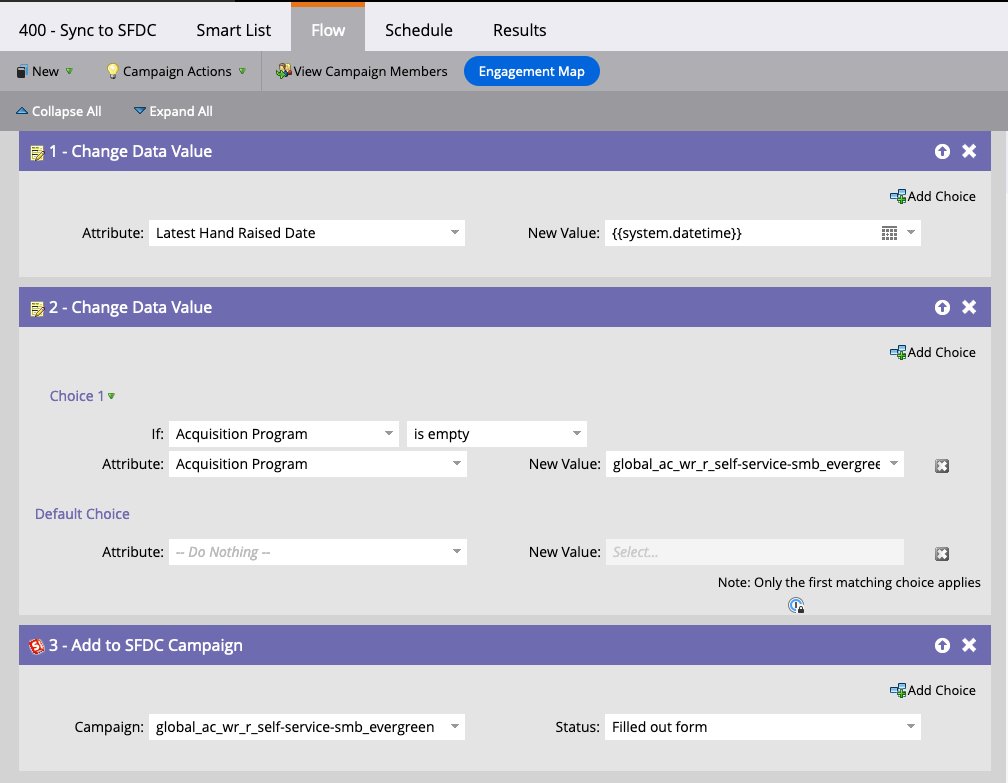 400 - Sync to SFDC Smart List Flow Schedule Results
New Campaign Actions View Campaign Members Engagement Map
Collapse All Expand All
1 - Change Data Value
Add Choice
Attribute: Latest Hand Raised Date New Value: {{system.datetime}}
2 - Change Data Value
Add Choice
Choice 1
If: Acquisition Program is empty
Attribute: Acquisition Program New Value: global_ac_wr_r_self-service-smb_evergree
Default Choice
Attribute: -- Do Nothing -- New Value: Select...
Note: Only the first matching choice applies
3 - Add to SFDC Campaign
Add Choice
Campaign: global_ac_wr_r_self-service-smb_evergreen Status: Filled out form